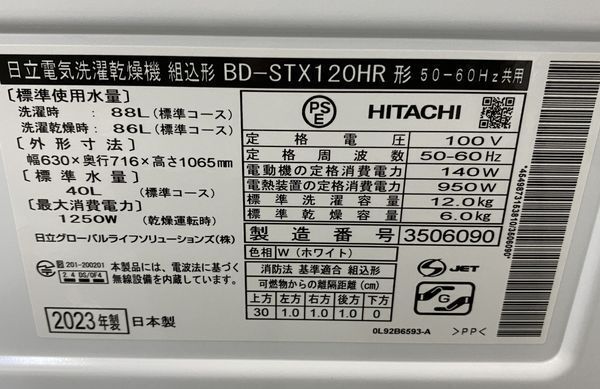 日立電気洗濯乾燥機 組込形 BD-STX120HR 形 50-60Hz共用
[標準使用水量]
洗濯時 : 88L (標準コース)
洗濯乾燥時 : 86L (標準コース)
[外形寸法]
幅630×奥行716×高さ1065mm
[標準水量]
40L (標準コース)
[最大消費電力]
1250W (乾燥運転時)
日立グローバルライフソリューションズ(株)
201-200201
2.4 DS/OF4
本製品には、電波法に基づく
無線設備を内蔵しています。
2023年製 日本製
PSE HITACHI
定格電圧 100V
定格周波数 50-60Hz
電動機の定格消費電力 140W
電熱装置の定格消費電力 950W
標準洗濯容量 12.0kg
標準乾燥容量 6.0kg
製造番号 3506090
色相 W (ホワイト)
消防法 基準適合 組込形
可燃物からの離隔距離(cm)
上方 左方 右方 後方 下方
30 1.0 1.0 1.0 0
S JET
G
0L92B6593-A >PP<